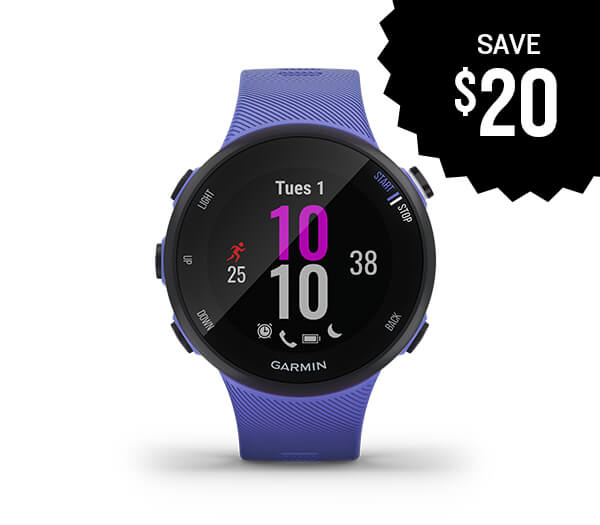 SAVE
$20
Tues 1
START
STOP
LIGHT
10
UP
25
10
38
DOWN
BACK
GARMIN